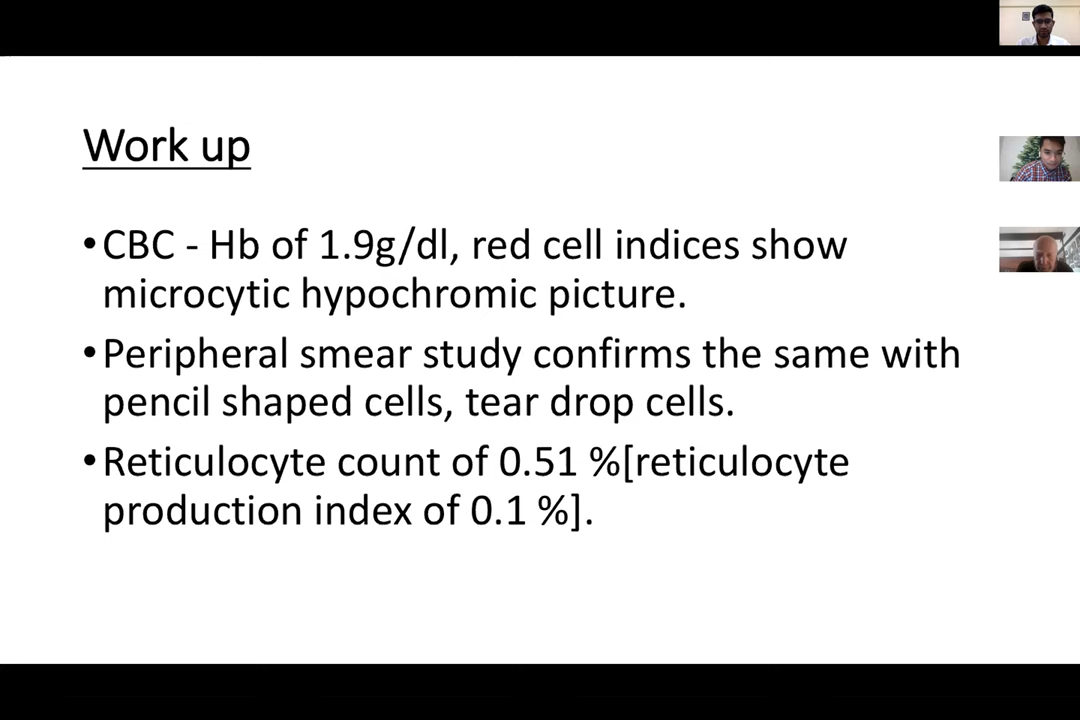 Work up
•CBC - Hb of 1.9g/dl, red cell indices show
microcytic hypochromic picture.
•Peripheral smear study confirms the same with
pencil shaped cells, tear drop cells.
•Reticulocyte count of 0.51 %[reticulocyte
production index of 0.1 %].